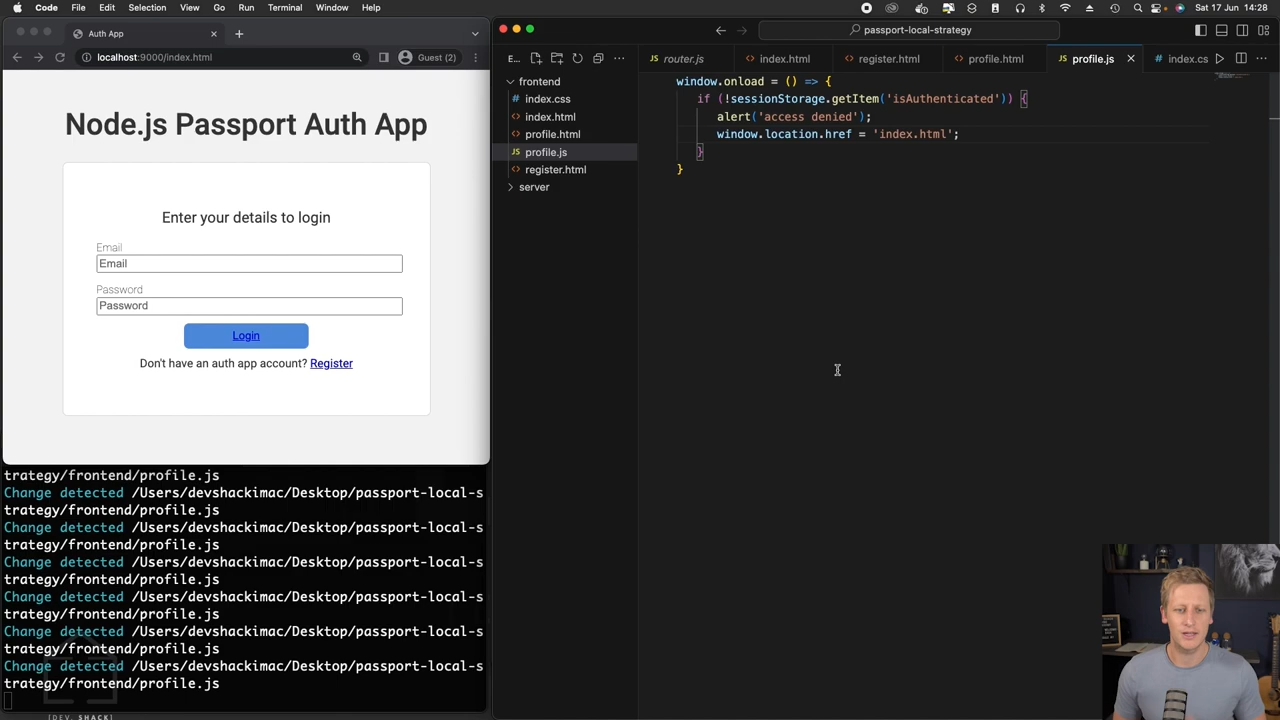 Code File Edit Selection View Go Run Terminal Window Help
Sat 17 Jun 14:28
Auth App
localhost:9000/index.html
Guest (2)
Node.js Passport Auth App
Enter your details to login
Email
Email
Password
Password
Login
Don't have an auth app account? Register
trategy/frontend/profile.js
Change detected /Users/devshackimac/Desktop/passport-local-s
trategy/frontend/profile.js
Change detected /Users/devshackimac/Desktop/passport-local-s
trategy/frontend/profile.js
Change detected /Users/devshackimac/Desktop/passport-local-s
trategy/frontend/profile.js
Change detected /Users/devshackimac/Desktop/passport-local-s
trategy/frontend/profile.js
Change detected /Users/devshackimac/Desktop/passport-local-s
trategy/frontend/profile.js
Change detected /Users/devshackimac/Desktop/passport-local-s
trategy/frontend/profile.js
[DEV. SHACK]
passport-local-strategy
E...
JS router.js
<> index.html
<> register.html
<> profile.html
JS profile.js
<> index.cs
frontend
# index.css
<> index.html
<> profile.html
JS profile.js
<> register.html
server
window.onload = () => {
if (!sessionStorage.getItem('isAuthenticated')) {
alert('access denied');
window.location.href = 'index.html';
}
}